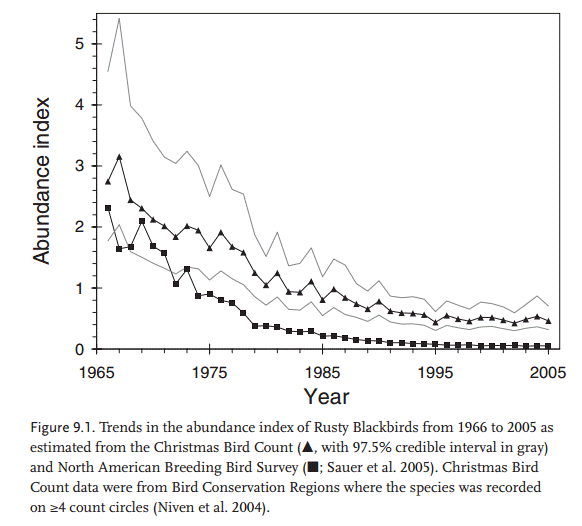 5
4
3
2
1
0
Abundance index
1965
1975
1985
1995
2005
Year
Figure 9.1. Trends in the abundance index of Rusty Blackbirds from 1966 to 2005 as
estimated from the Christmas Bird Count (▲, with 97.5% credible interval in gray)
and North American Breeding Bird Survey (■; Sauer et al. 2005). Christmas Bird
Count data were from Bird Conservation Regions where the species was recorded
on ≥4 count circles (Niven et al. 2004).